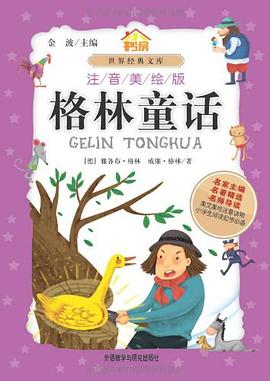 金 波/主编
书房
世界经典文库
注音美绘版
格林童话
GELIN TONGHUA
［德］雅各布·格林 威廉·格林/著
名家主编
名著精选
名师导读
外语教学与研究出版社